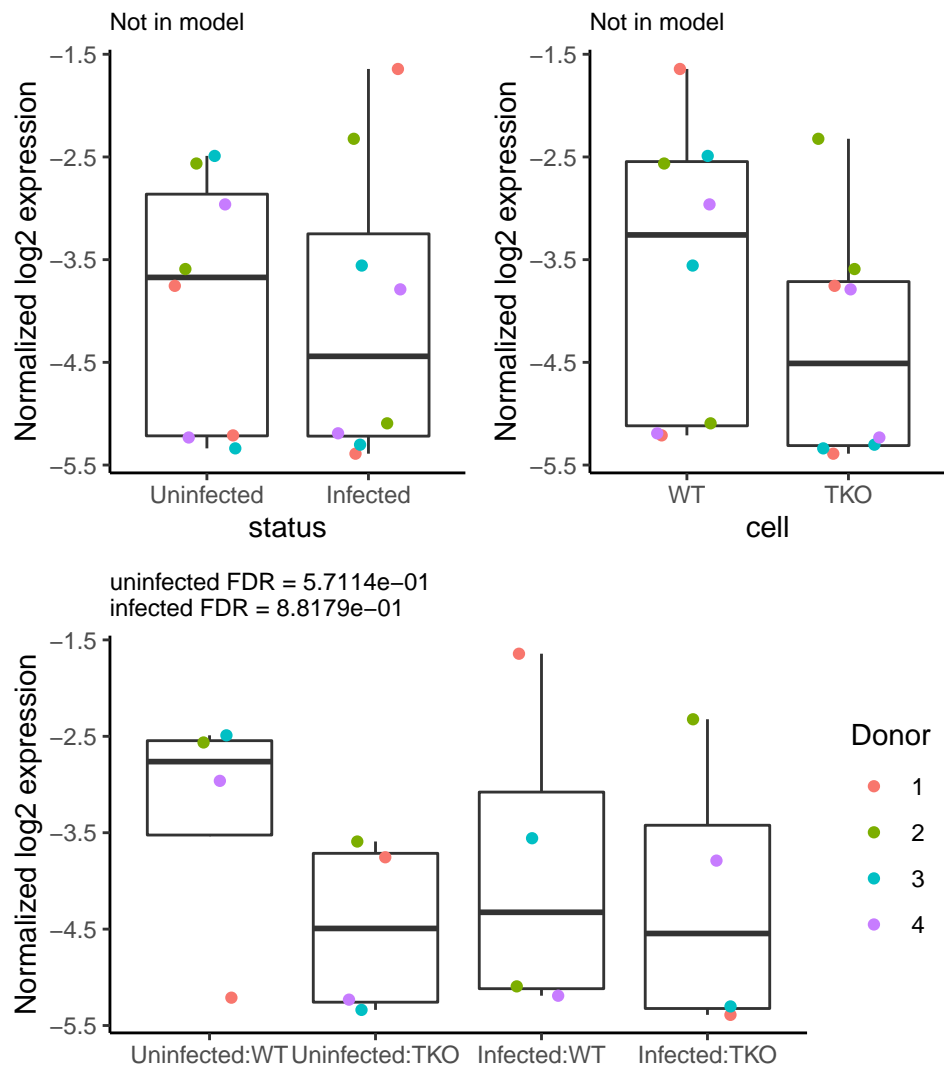 Not in model
−1.5
−2.5
−3.5
−4.5
−5.5
Normalized log2 expression
Uninfected Infected
status
Not in model
−1.5
−2.5
−3.5
−4.5
−5.5
Normalized log2 expression
WT TKO
cell
uninfected FDR = 5.7114e−01
infected FDR = 8.8179e−01
−1.5
−2.5
−3.5
−4.5
−5.5
Normalized log2 expression
Uninfected:WT Uninfected:TKO Infected:WT Infected:TKO
Donor
1
2
3
4